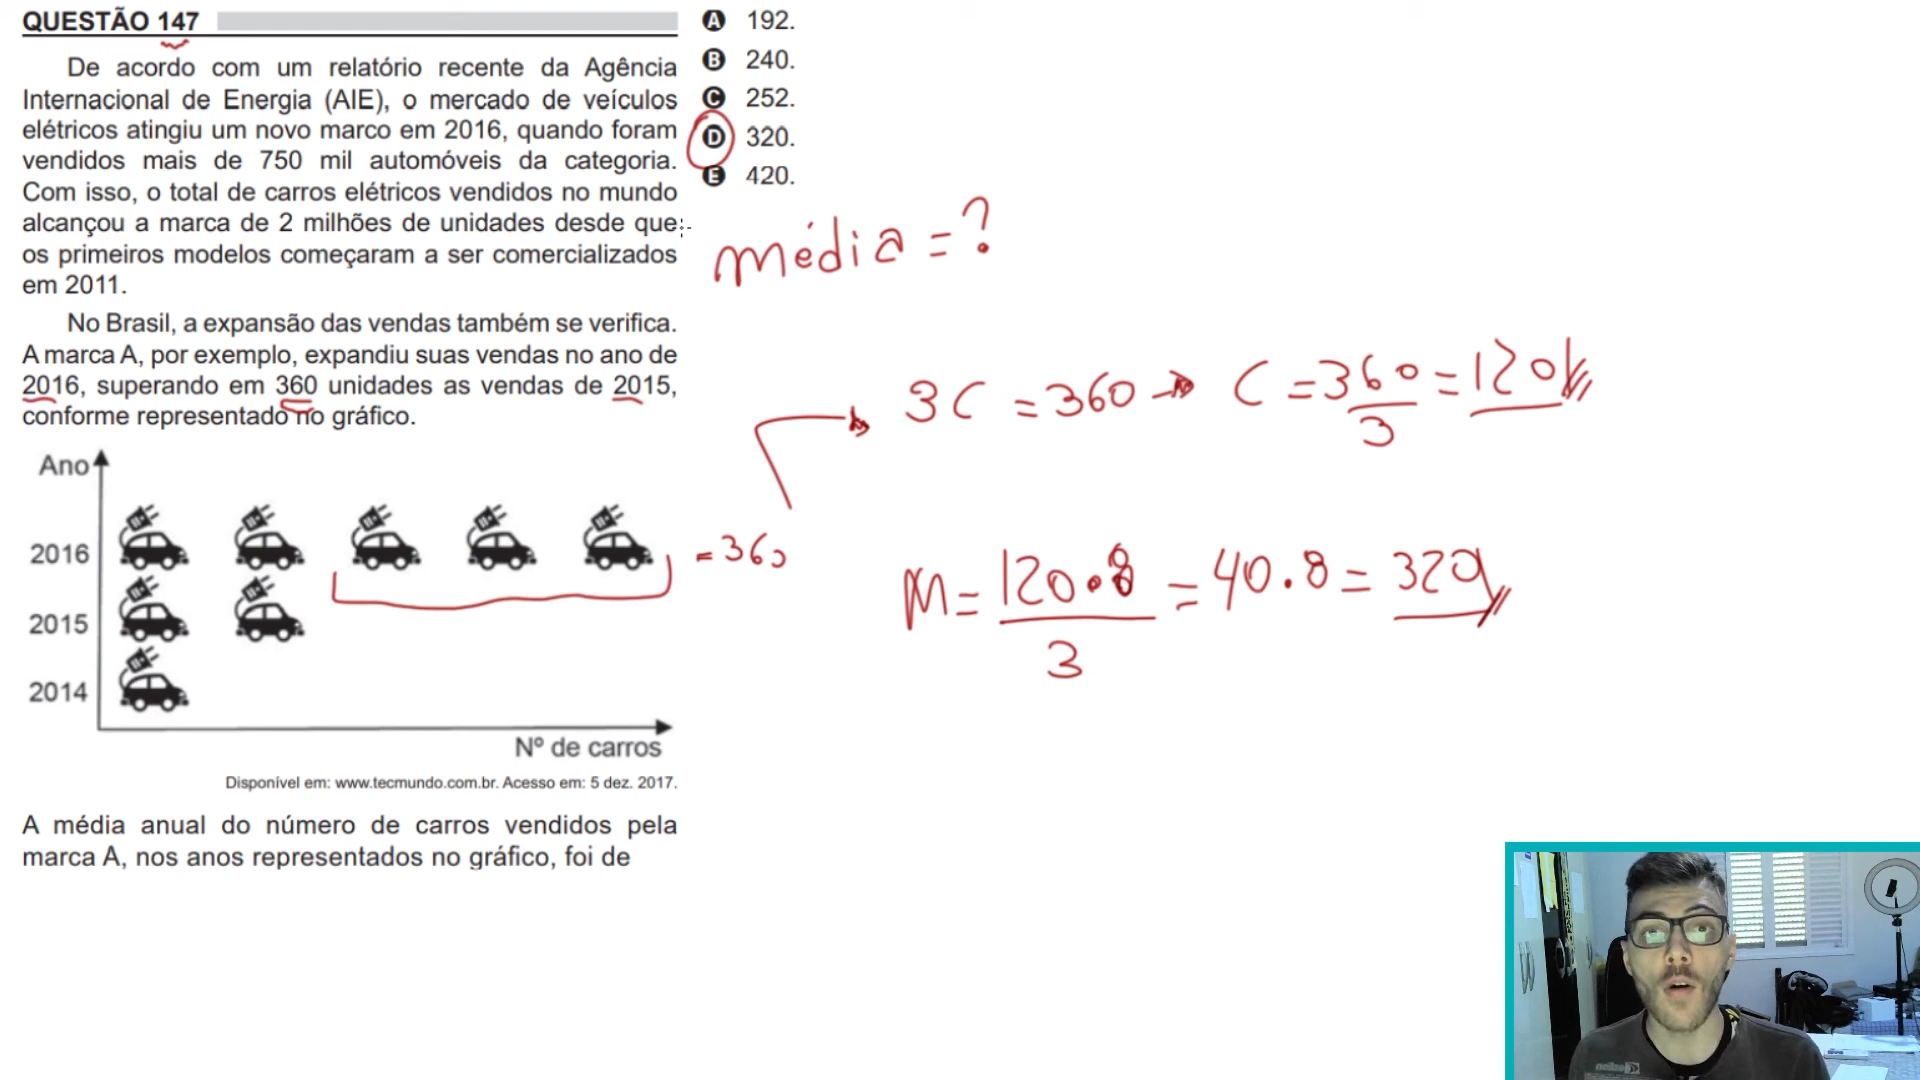 QUESTÃO 147
De acordo com um relatório recente da Agência
Internacional de Energia (AIE), o mercado de veículos
elétricos atingiu um novo marco em 2016, quando foram
vendidos mais de 750 mil automóveis da categoria.
Com isso, o total de carros elétricos vendidos no mundo
alcançou a marca de 2 milhões de unidades desde que
os primeiros modelos começaram a ser comercializados
em 2011.
No Brasil, a expansão das vendas também se verifica.
A marca A, por exemplo, expandiu suas vendas no ano de
2016, superando em 360 unidades as vendas de 2015,
conforme representado no gráfico.
Ano
2016
2015
2014
Nº de carros
= 360
Disponível em: www.tecmundo.com.br. Acesso em: 5 dez. 2017.
A média anual do número de carros vendidos pela
marca A, nos anos representados no gráfico, foi de
A 192.
B 240.
C 252.
D 320.
E 420.
média = ?
3C = 360 → C = 360/3 = 120
M = 120.8/3 = 40.8 = 320